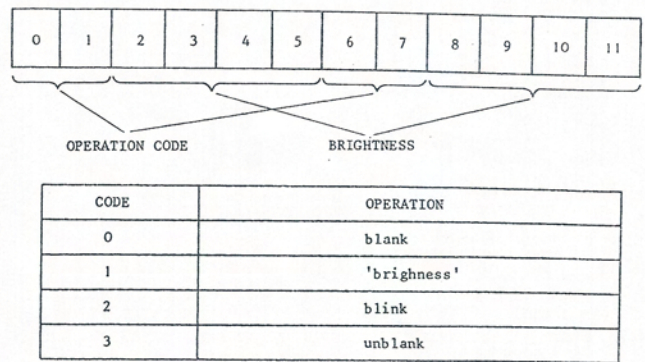 0 1 2 3 4 5 6 7 8 9 10 11
OPERATION CODE BRIGHTNESS
CODE OPERATION
0 blank
1 'brighness'
2 blink
3 unblank